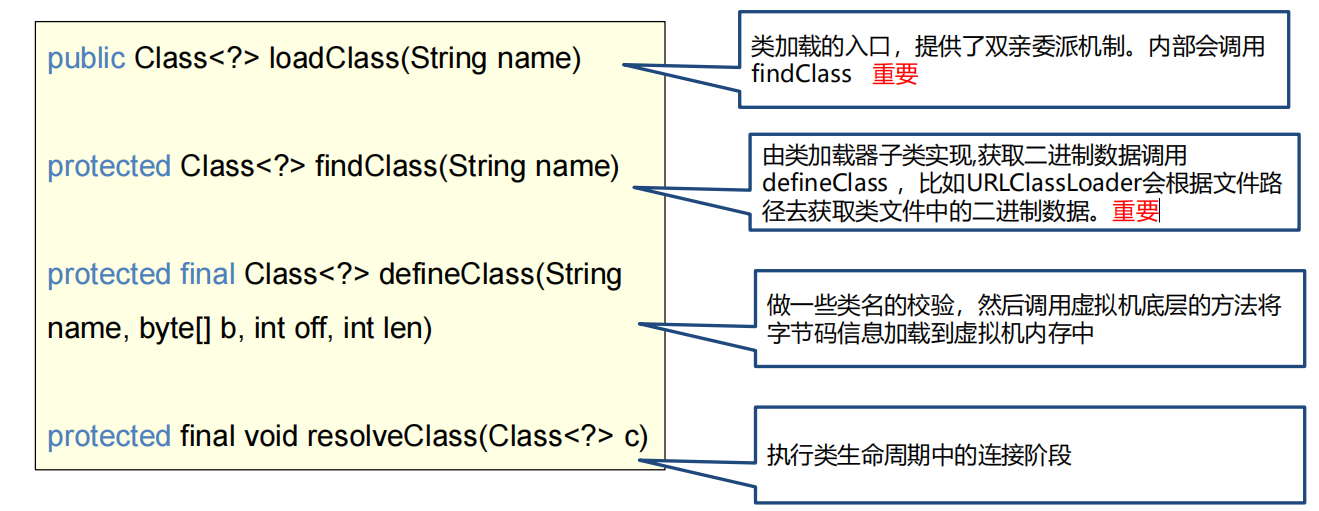 public Class<?> loadClass(String name)
类加载的入口，提供了双亲委派机制。内部会调用
findClass 重要
protected Class<?> findClass(String name)
由类加载器子类实现,获取二进制数据调用
defineClass ，比如URLClassLoader会根据文件路
径去获取类文件中的二进制数据。重要
protected final Class<?> defineClass(String
name, byte[] b, int off, int len)
做一些类名的校验，然后调用虚拟机底层的方法将
字节码信息加载到虚拟机内存中
protected final void resolveClass(Class<?> c)
执行类生命周期中的连接阶段